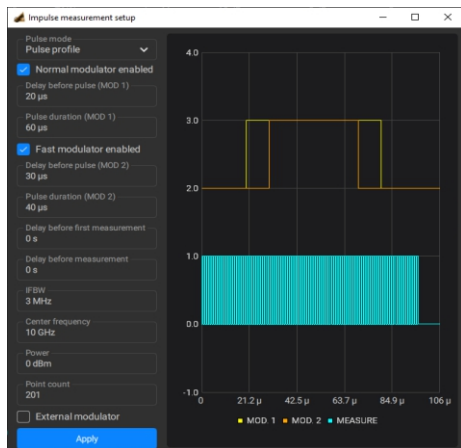 Impulse measurement setup
Pulse mode
Pulse profile
Normal modulator enabled
Delay before pulse (MOD 1)
20 μs
Pulse duration (MOD 1)
60 μs
Fast modulator enabled
Delay before pulse (MOD 2)
30 μs
Pulse duration (MOD 2)
40 μs
Delay before first measurement
0 s
Delay before measurement
0 s
IFBW
3 MHz
Center frequency
10 GHz
Power
0 dBm
Point count
201
External modulator
Apply
4.0
3.0
2.0
1.0
0.0
-1.0
0 21.2 μ 42.5 μ 63.7 μ 84.9 μ 106 μ
MOD. 1 MOD. 2 MEASURE